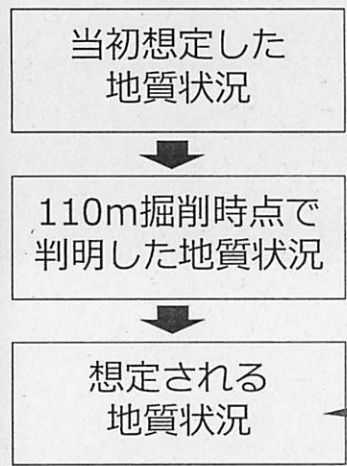 当初想定した
地質状況
110m掘削時点で
判明した地質状況
想定される
地質状況